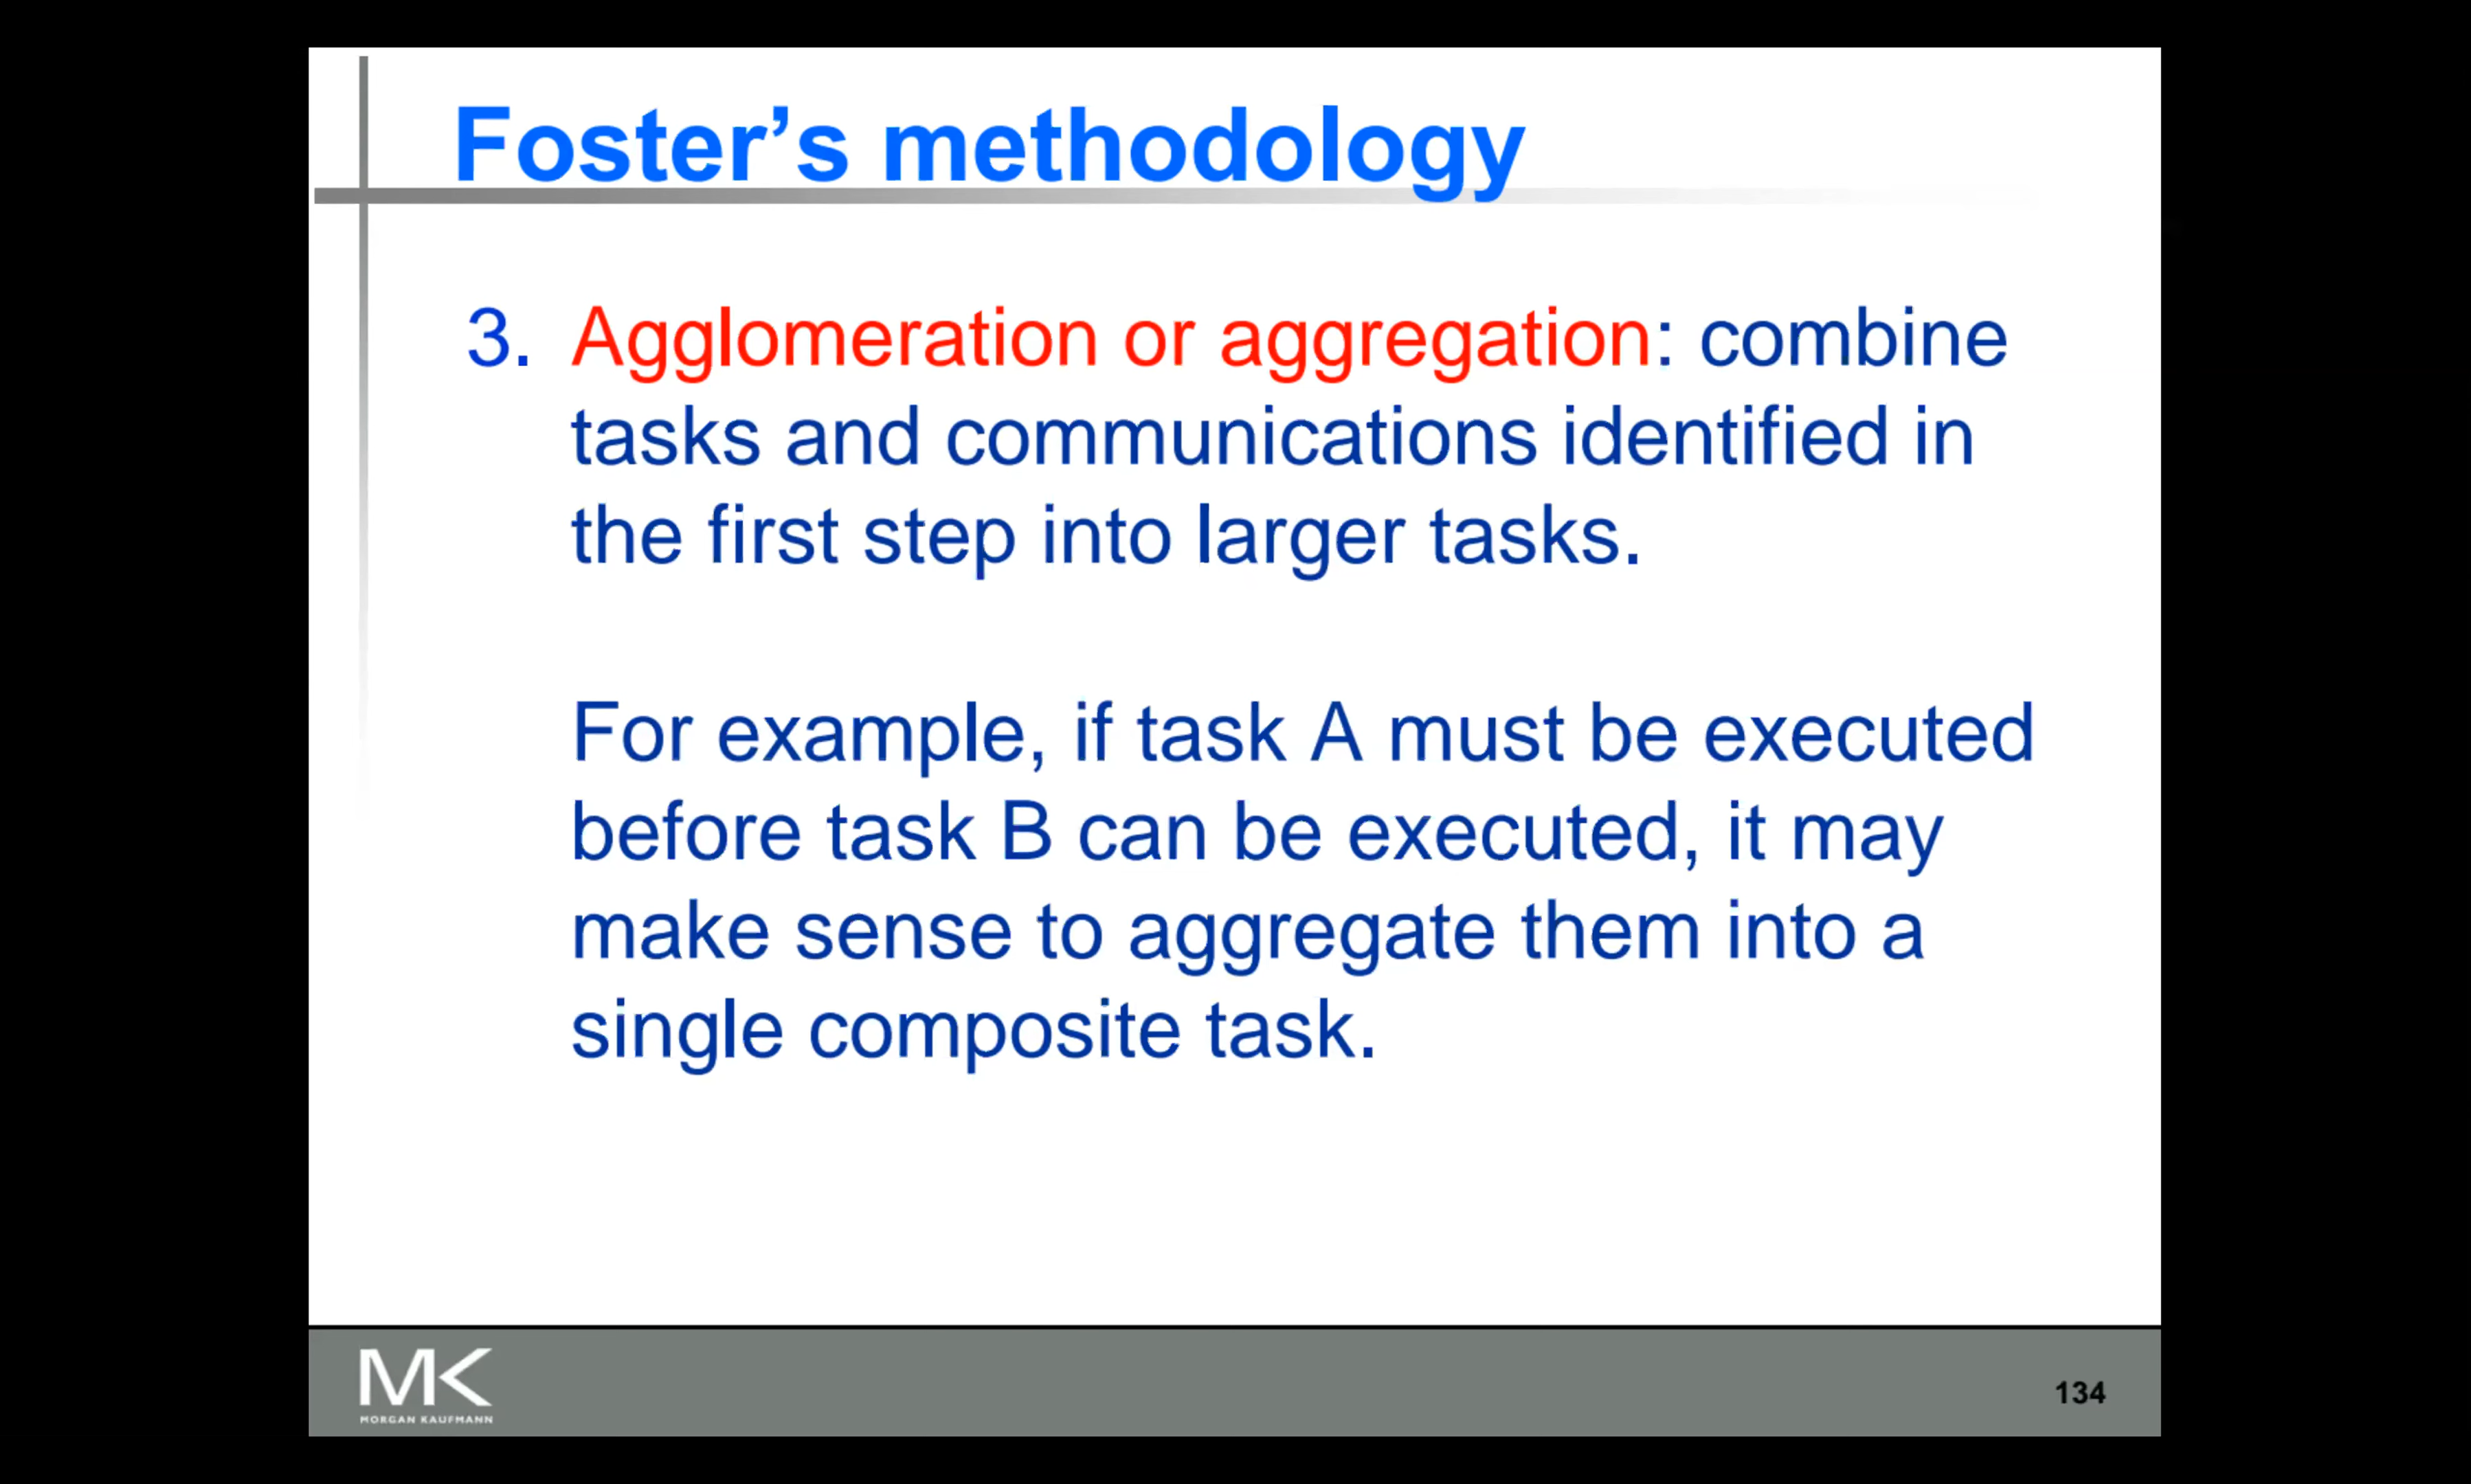 Foster’s methodology
3. Agglomeration or aggregation: combine
tasks and communications identified in
the first step into larger tasks.
For example, if task A must be executed
before task B can be executed, it may
make sense to aggregate them into a
single composite task.
MK
MORGAN KAUFMANN
134